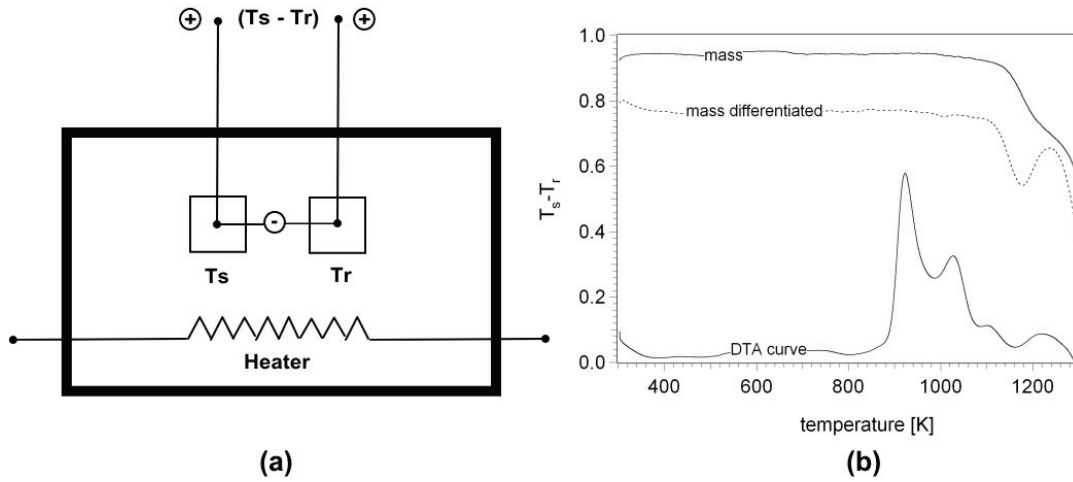 + (Ts - Tr) +
-
Ts Tr
Heater
(a)
1.0
0.8
0.6
0.4
0.2
0.0
Ts-Tr
mass
mass differentiated
DTA curve
400 600 800 1000 1200
temperature [K]
(b)